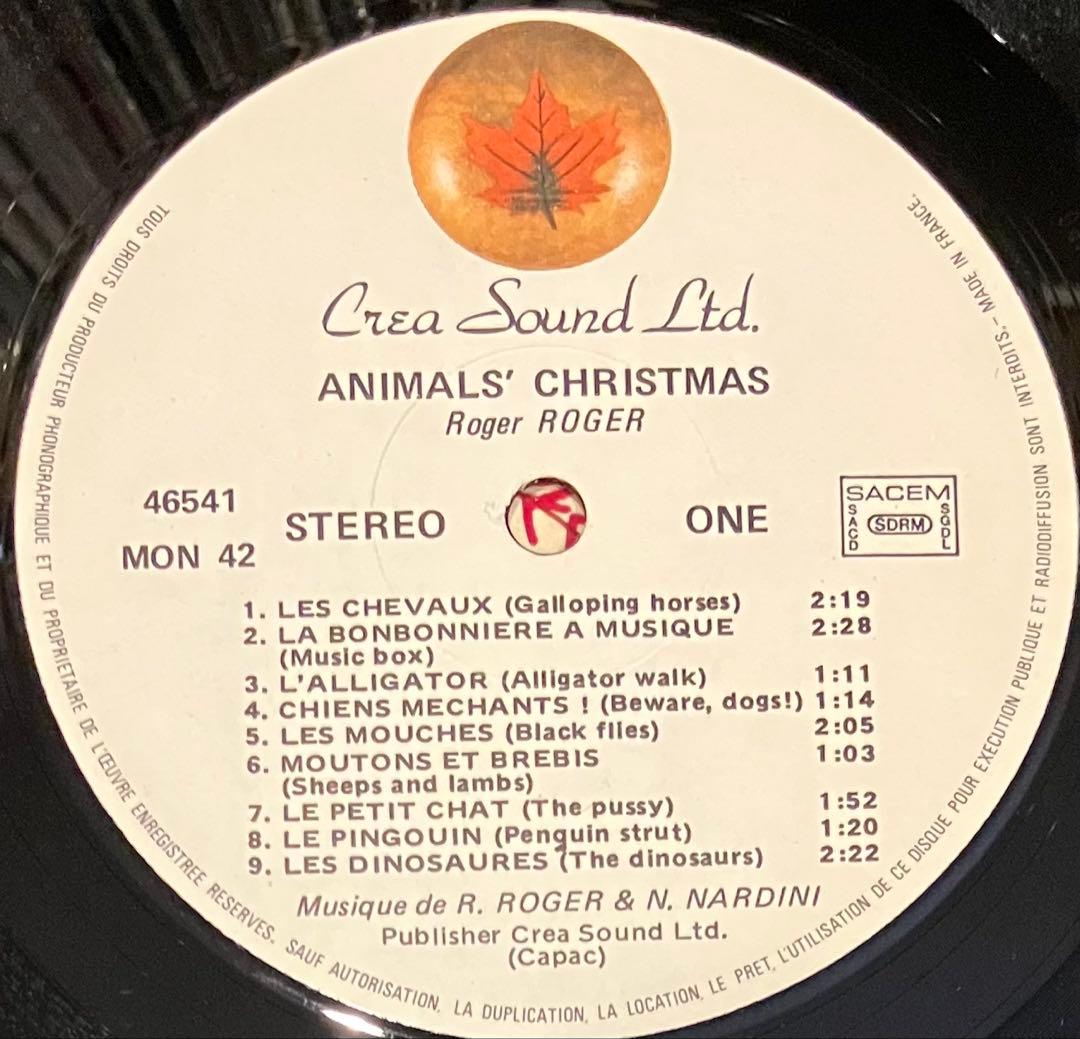 Crea Sound Ltd.
ANIMALS' CHRISTMAS
Roger ROGER
46541
MON 42
STEREO
ONE
SACEM
SACD
SDRM
SGDL
1. LES CHEVAUX (Galloping horses) 2:19
2. LA BONBONNIERE A MUSIQUE 2:28
(Music box)
3. L'ALLIGATOR (Alligator walk) 1:11
4. CHIENS MECHANTS ! (Beware, dogs!) 1:14
5. LES MOUCHES (Black flies) 2:05
6. MOUTONS ET BREBIS 1:03
(Sheeps and lambs)
7. LE PETIT CHAT (The pussy) 1:52
8. LE PINGOUIN (Penguin strut) 1:20
9. LES DINOSAURES (The dinosaurs) 2:22
Musique de R. ROGER & N. NARDINI
Publisher Crea Sound Ltd.
(Capac)
TOUS DROITS DU PRODUCTEUR PHONOGRAPHIQUE ET DU PROPRIETAIRE DE L'ŒUVRE ENREGISTREE RESERVES. SAUF AUTORISATION, LA DUPLICATION, LA LOCATION, LE PRET, L'UTILISATION DE CE DISQUE POUR EXECUTION PUBLIQUE ET RADIODIFFUSION SONT INTERDITS. – MADE IN FRANCE.